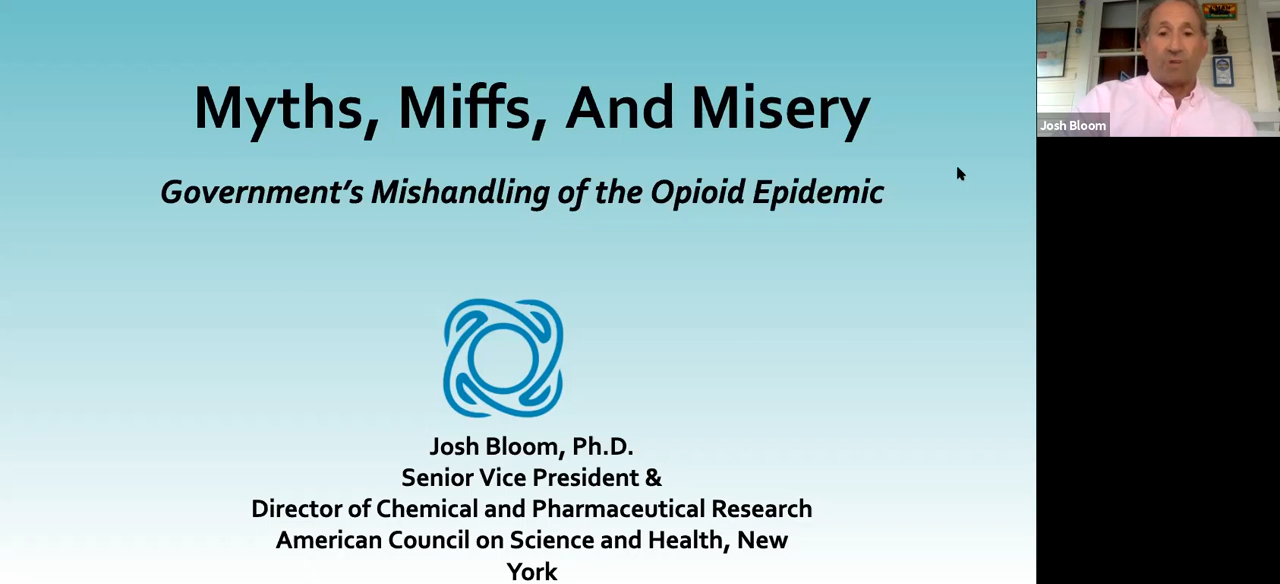 Myths, Miffs, And Misery
Government's Mishandling of the Opioid Epidemic
Josh Bloom, Ph.D.
Senior Vice President &
Director of Chemical and Pharmaceutical Research
American Council on Science and Health, New
York
Josh Bloom